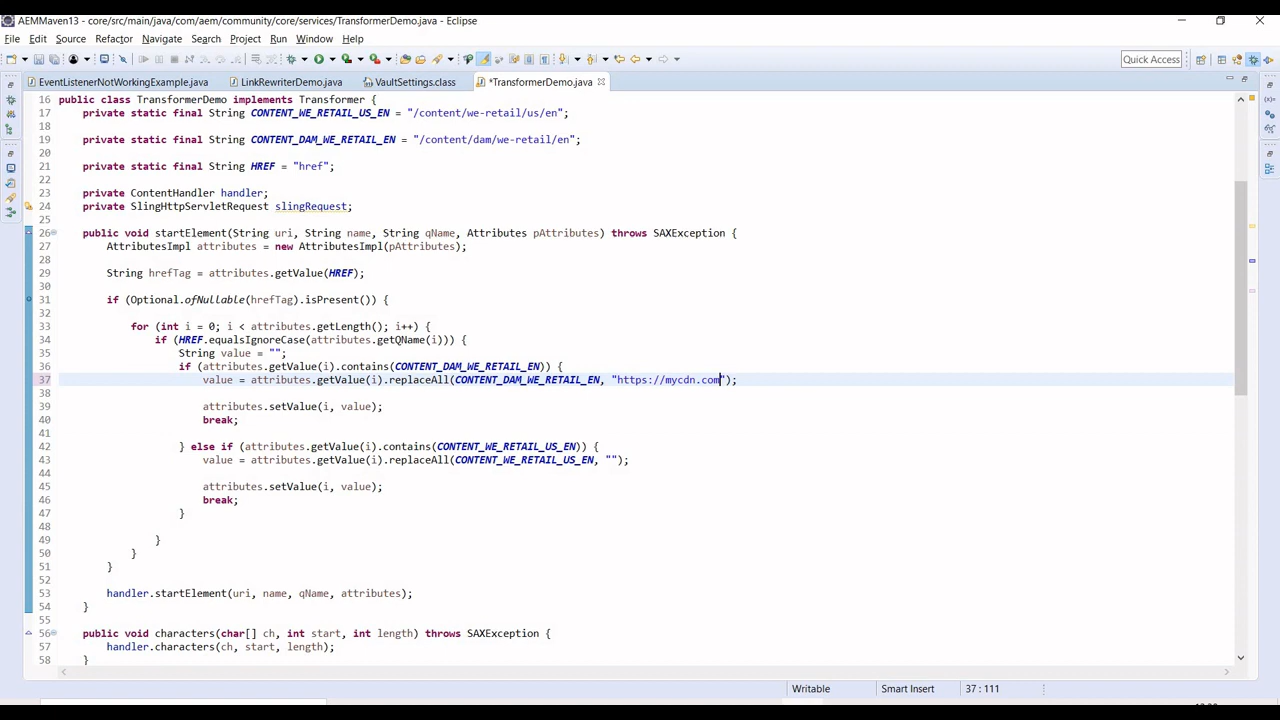 AEMMaven13 - core/src/main/java/com/aem/community/core/services/TransformerDemo.java - Eclipse
File Edit Source Refactor Navigate Search Project Run Window Help
Quick Access
EventListenerNotWorkingExample.java LinkRewriterDemo.java VaultSettings.class *TransformerDemo.java
16 public class TransformerDemo implements Transformer {
17 private static final String CONTENT_WE_RETAIL_US_EN = "/content/we-retail/us/en";
18
19 private static final String CONTENT_DAM_WE_RETAIL_EN = "/content/dam/we-retail/en";
20
21 private static final String HREF = "href";
22
23 private ContentHandler handler;
24 private SlingHttpServletRequest slingRequest;
25
26 public void startElement(String uri, String name, String qName, Attributes pAttributes) throws SAXException {
27 AttributesImpl attributes = new AttributesImpl(pAttributes);
28
29 String hrefTag = attributes.getValue(HREF);
30
31 if (Optional.ofNullable(hrefTag).isPresent()) {
32
33 for (int i = 0; i < attributes.getLength(); i++) {
34 if (HREF.equalsIgnoreCase(attributes.getQName(i))) {
35 String value = "";
36 if (attributes.getValue(i).contains(CONTENT_DAM_WE_RETAIL_EN)) {
37 value = attributes.getValue(i).replaceAll(CONTENT_DAM_WE_RETAIL_EN, "https://mycdn.com");
38
39 attributes.setValue(i, value);
40 break;
41
42 } else if (attributes.getValue(i).contains(CONTENT_WE_RETAIL_US_EN)) {
43 value = attributes.getValue(i).replaceAll(CONTENT_WE_RETAIL_US_EN, "");
44
45 attributes.setValue(i, value);
46 break;
47 }
48
49 }
50 }
51 }
52
53 handler.startElement(uri, name, qName, attributes);
54 }
55
56 public void characters(char[] ch, int start, int length) throws SAXException {
57 handler.characters(ch, start, length);
58 }
Writable Smart Insert 37 : 111